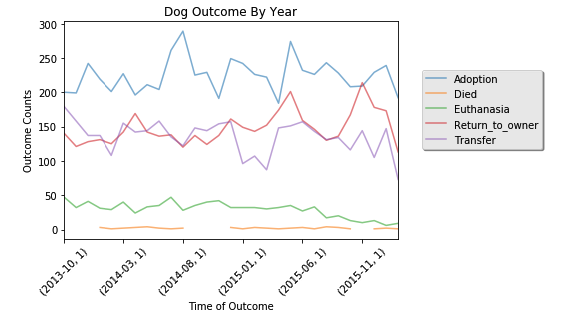 Dog Outcome By Year
Outcome Counts
300
250
200
150
100
50
0
(2013-10, 1)
(2014-03, 1)
(2014-08, 1)
(2015-01, 1)
(2015-06, 1)
(2015-11, 1)
Time of Outcome
Adoption
Died
Euthanasia
Return_to_owner
Transfer